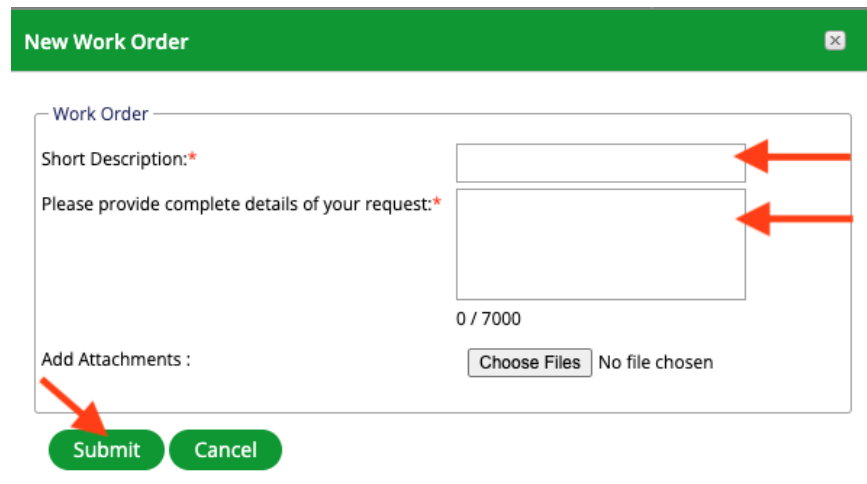 New Work Order
Work Order
Short Description:*
Please provide complete details of your request:*
0 / 7000
Add Attachments :
Choose Files No file chosen
Submit Cancel